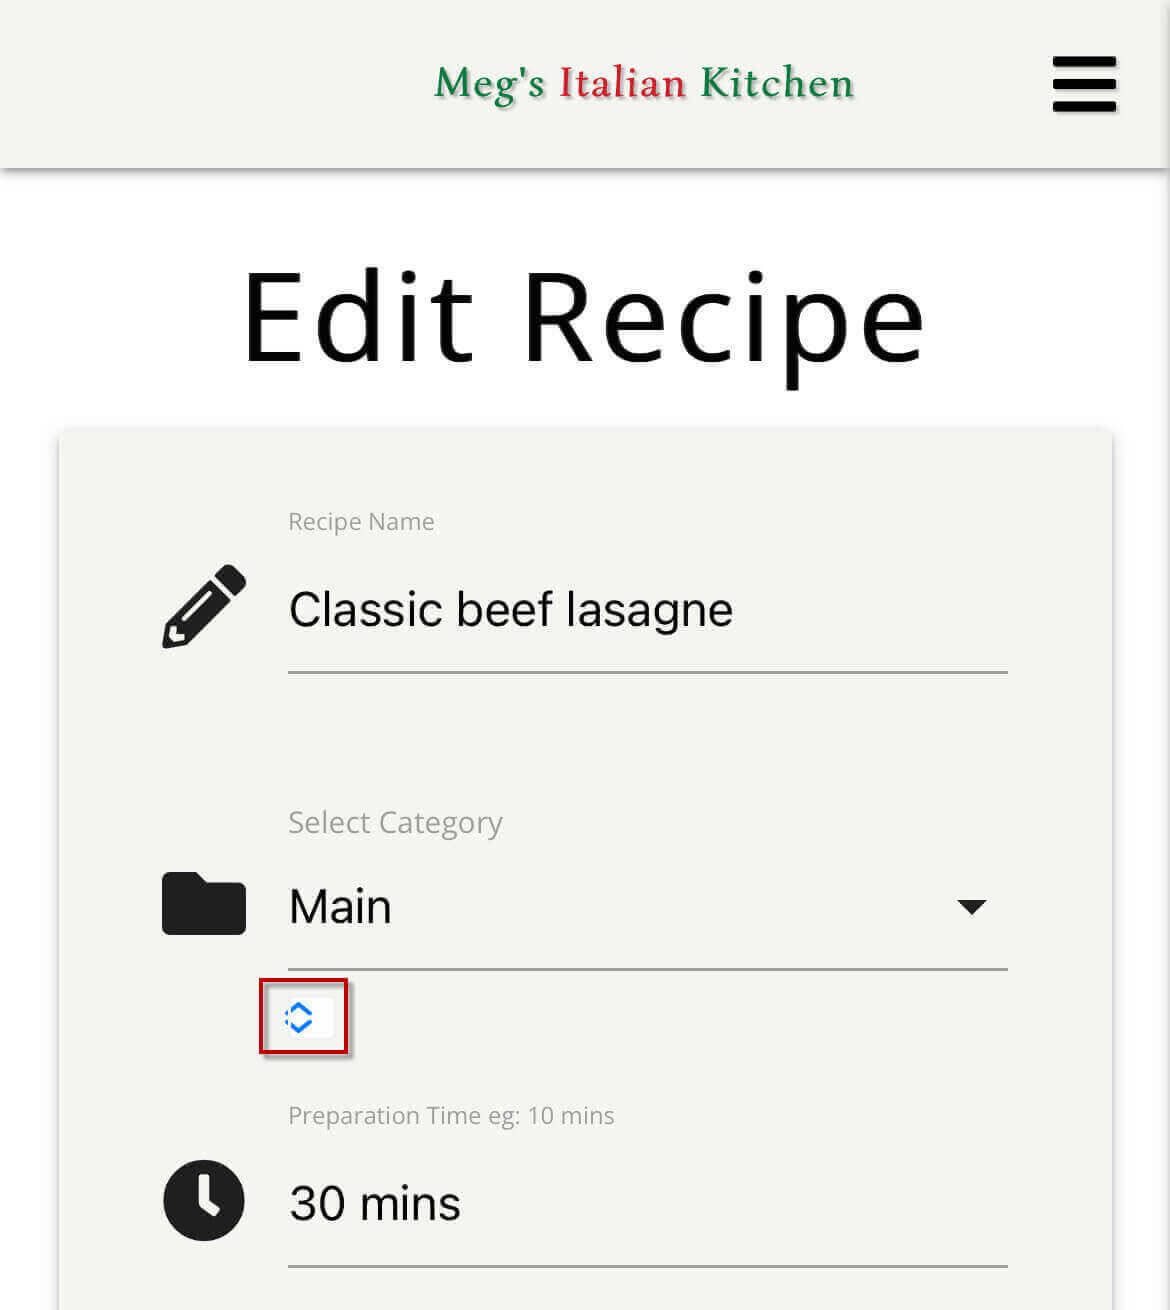 Meg's Italian Kitchen
Edit Recipe
Recipe Name
Classic beef lasagne
Select Category
Main
Preparation Time eg: 10 mins
30 mins